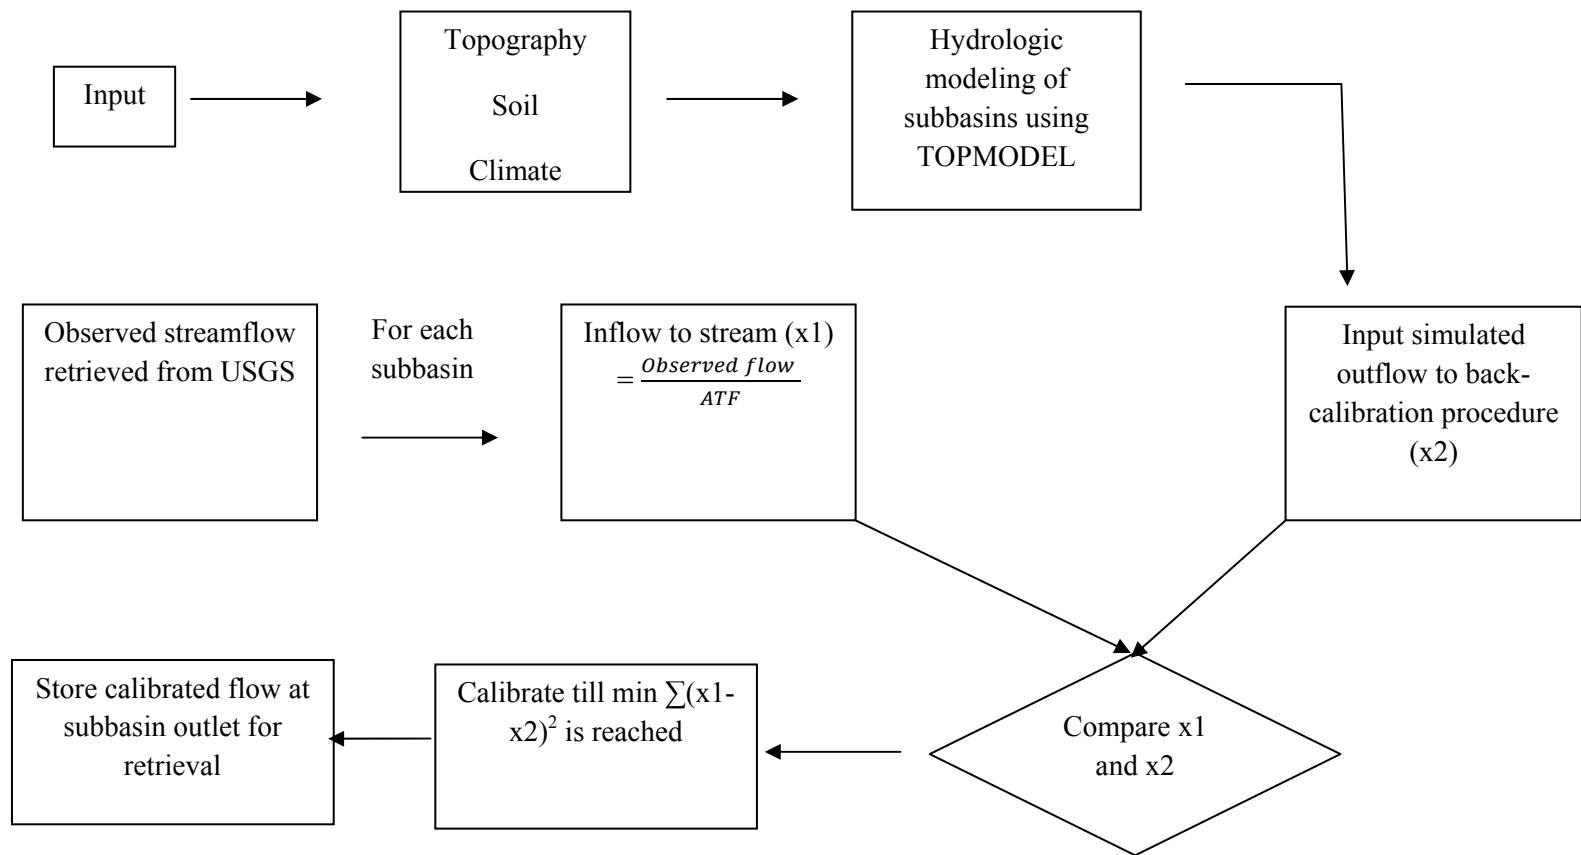 Input
Topography
Soil
Climate
Hydrologic
modeling of
subbasins using
TOPMODEL
Observed streamflow
retrieved from USGS
For each
subbasin
Inflow to stream (x1)
= Observed flow / ATF
Input simulated
outflow to back-
calibration procedure
(x2)
Store calibrated flow at
subbasin outlet for
retrieval
Calibrate till min ∑(x1-
x2)² is reached
Compare x1
and x2